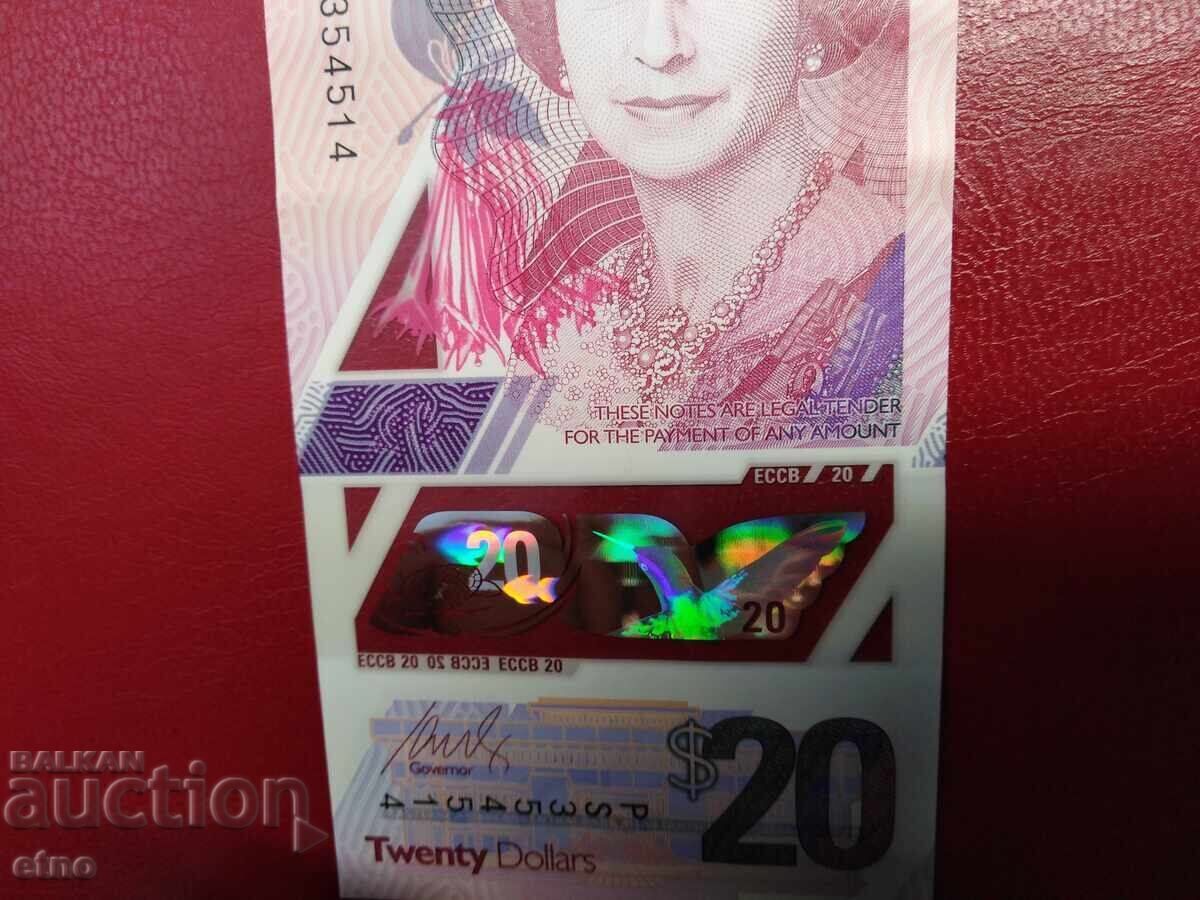 354514
THESE NOTES ARE LEGAL TENDER
FOR THE PAYMENT OF ANY AMOUNT
ECCB 20
20
20
ECCB 20 ECCB 20 ECCB 20
Governor
$20
PS354514
Twenty Dollars
BALKAN
auction
etno